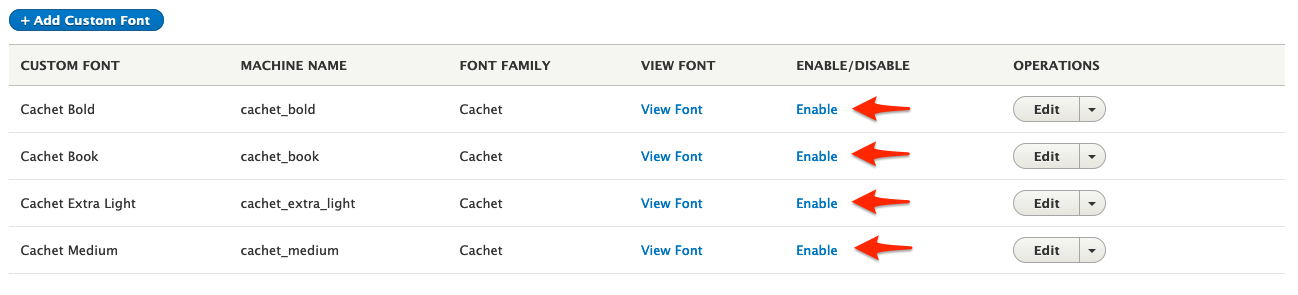 + Add Custom Font
CUSTOM FONT MACHINE NAME FONT FAMILY VIEW FONT ENABLE/DISABLE OPERATIONS
Cachet Bold cachet_bold Cachet View Font Enable Edit
Cachet Book cachet_book Cachet View Font Enable Edit
Cachet Extra Light cachet_extra_light Cachet View Font Enable Edit
Cachet Medium cachet_medium Cachet View Font Enable Edit